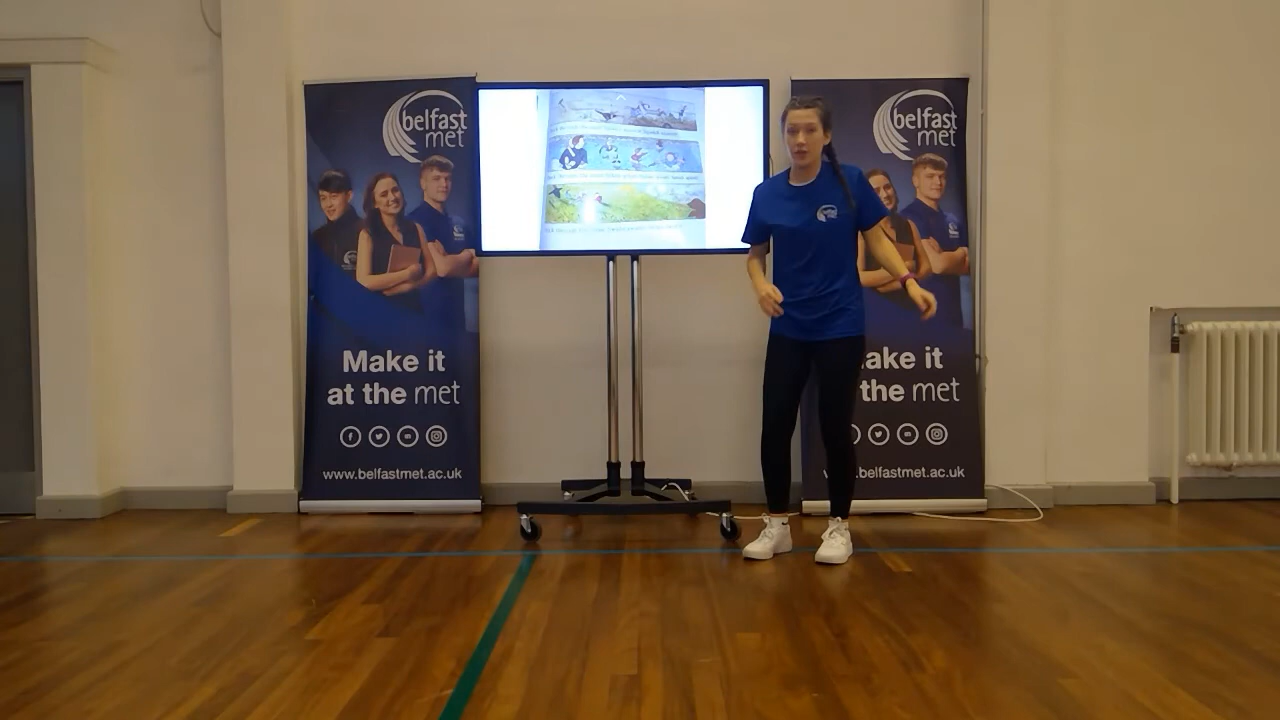 belfast
met
Make it
at the met
www.belfastmet.ac.uk
belfast
met
ake it
the met
.belfastmet.ac.uk